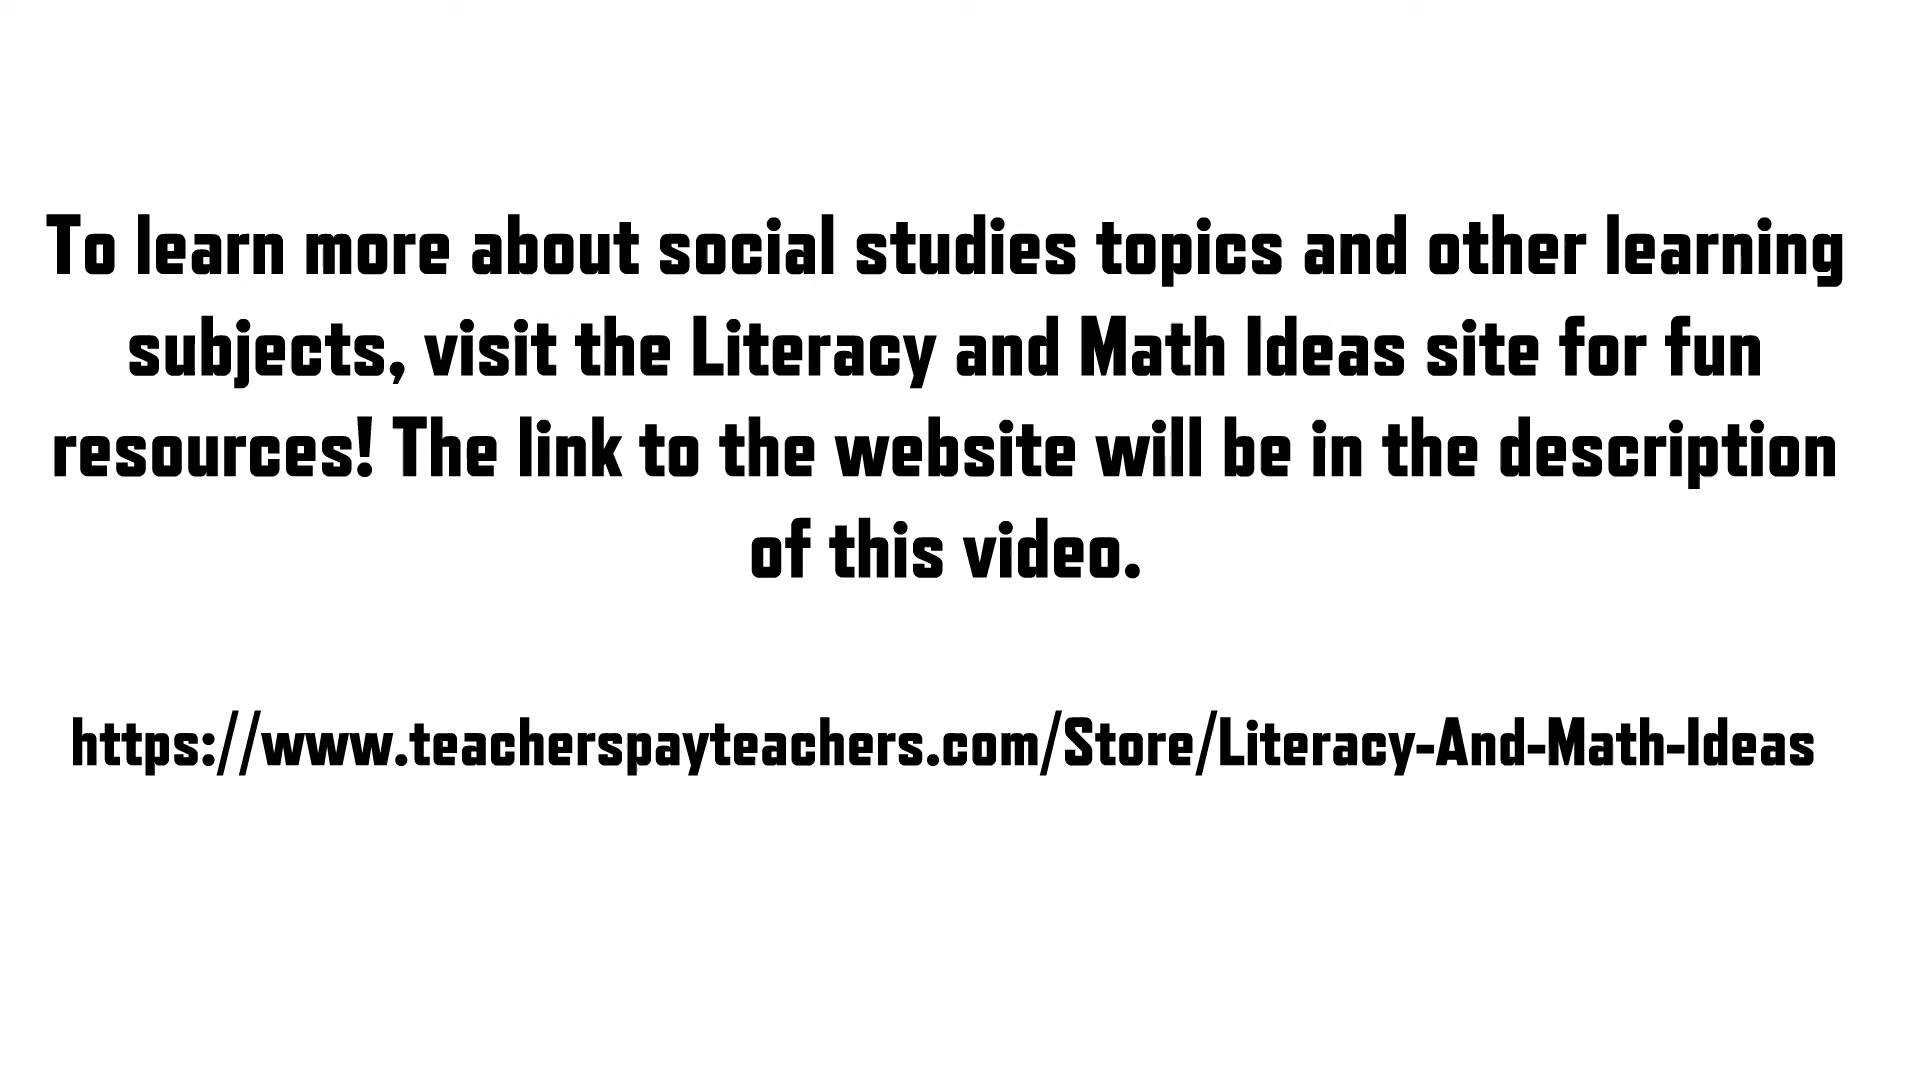 To learn more about social studies topics and other learning
subjects, visit the Literacy and Math Ideas site for fun
resources! The link to the website will be in the description
of this video.
https://www.teacherspayteachers.com/Store/Literacy-And-Math-Ideas